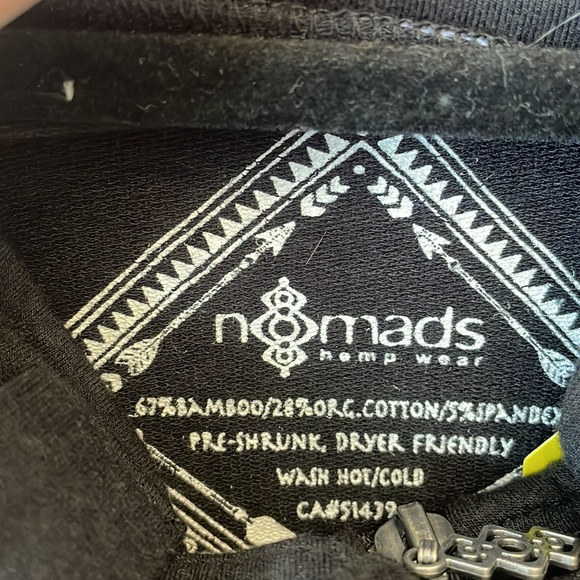 nomads
hemp wear
67%BAMBOO/28%ORG.COTTON/5%SPANDEX
PRE-SHRUNK, DRYER FRIENDLY
WASH HOT/COLD
CA#51439